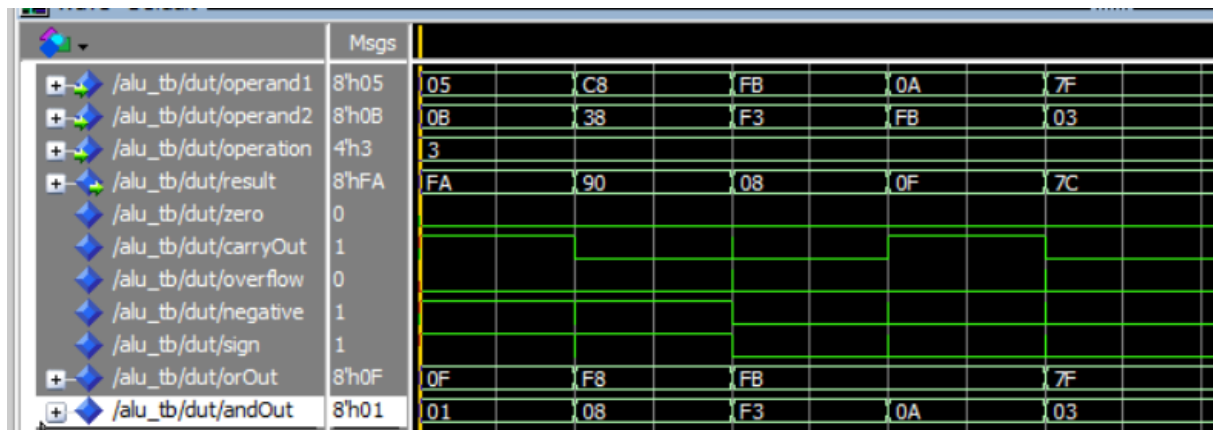 Msgs
/alu_tb/dut/operand1 8'h05 05 C8 FB 0A 7F
/alu_tb/dut/operand2 8'h0B 0B 38 F3 FB 03
/alu_tb/dut/operation 4'h3 3
/alu_tb/dut/result 8'hFA FA 90 08 0F 7C
/alu_tb/dut/zero 0
/alu_tb/dut/carryOut 1
/alu_tb/dut/overflow 0
/alu_tb/dut/negative 1
/alu_tb/dut/sign 1
/alu_tb/dut/orOut 8'h0F 0F F8 FB 7F
/alu_tb/dut/andOut 8'h01 01 08 F3 0A 03